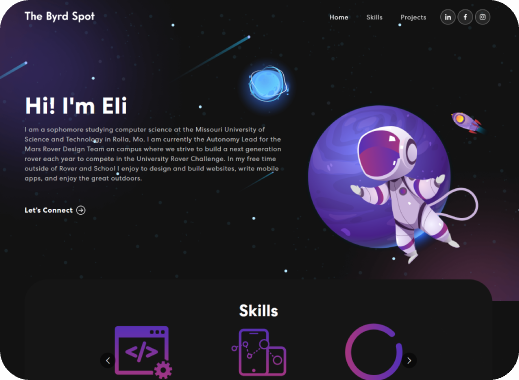 The Byrd Spot
Home Skills Projects
Hi! I'm Eli
I am a sophomore studying computer science at the Missouri University of
Science and Technology in Rolla, Mo. I am currently the Autonomy Lead for the
Mars Rover Design Team on campus where we strive to build a next generation
rover each year to compete in the University Rover Challenge. In my free time
outside of Rover and School I enjoy to design and build websites, write mobile
apps, and enjoy the great outdoors.
Let's Connect
Skills